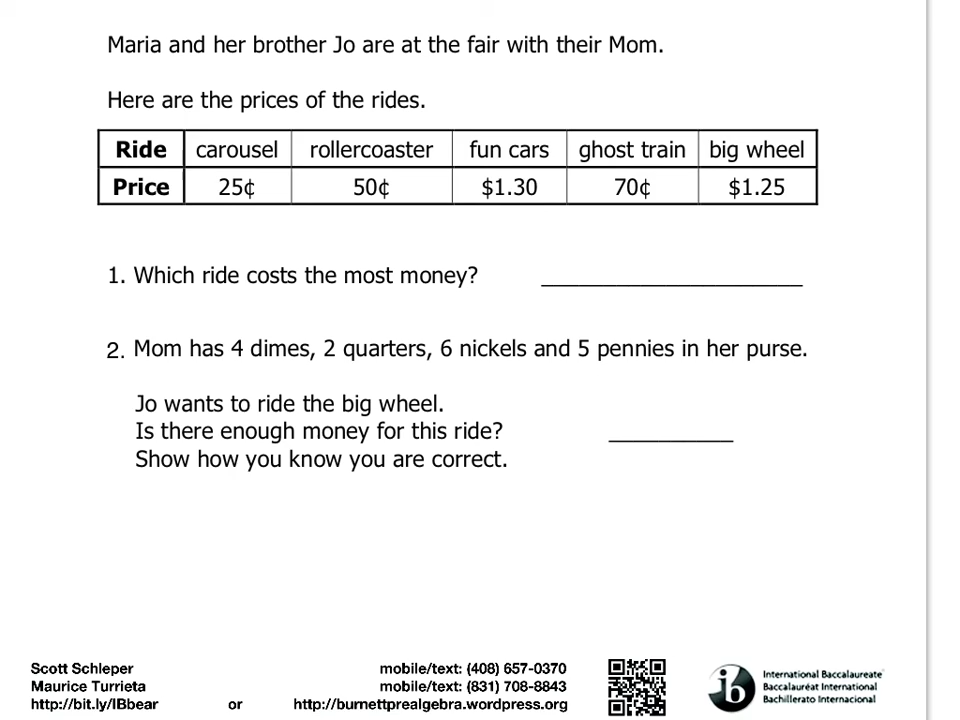 Maria and her brother Jo are at the fair with their Mom.
Here are the prices of the rides.
Ride carousel rollercoaster fun cars ghost train big wheel
Price 25¢ 50¢ $1.30 70¢ $1.25
1. Which ride costs the most money? ____________________
2. Mom has 4 dimes, 2 quarters, 6 nickels and 5 pennies in her purse.
Jo wants to ride the big wheel.
Is there enough money for this ride? __________
Show how you know you are correct.
Scott Schleper mobile/text: (408) 657-0370
Maurice Turrieta mobile/text: (831) 708-8843
http://bit.ly/IBbear or http://burnettprealgebra.wordpress.org
ib
International Baccalaureate
Baccalauréat International
Bachillerato Internacional